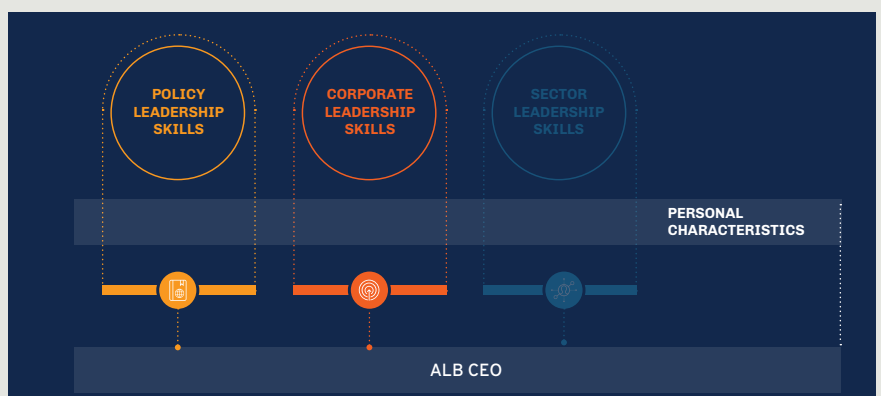 POLICY
LEADERSHIP
SKILLS
CORPORATE
LEADERSHIP
SKILLS
SECTOR
LEADERSHIP
SKILLS
PERSONAL
CHARACTERISTICS
ALB CEO